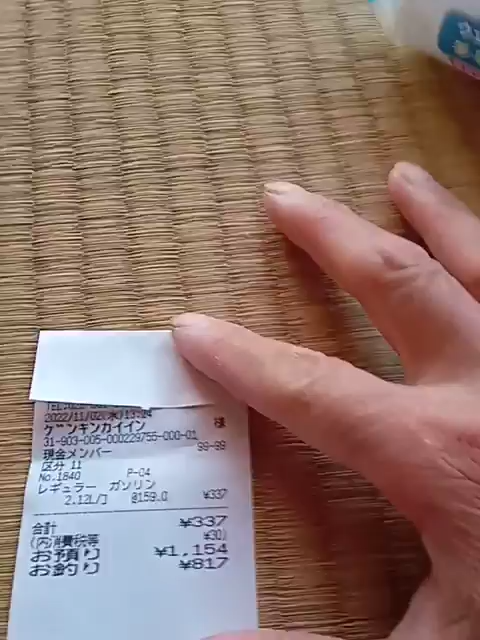 2022/11/02(水)13:24
ゲンキンカイイン 様
31-903-005-000229755-000-01
現金メンバー 99-99
区分 11
No.1840 P-04
レギュラー ガソリン
2.12L/コ @159.0 ¥337
合計 ¥337
(内)消費税等 ¥30)
お預り ¥1,154
お釣り ¥817